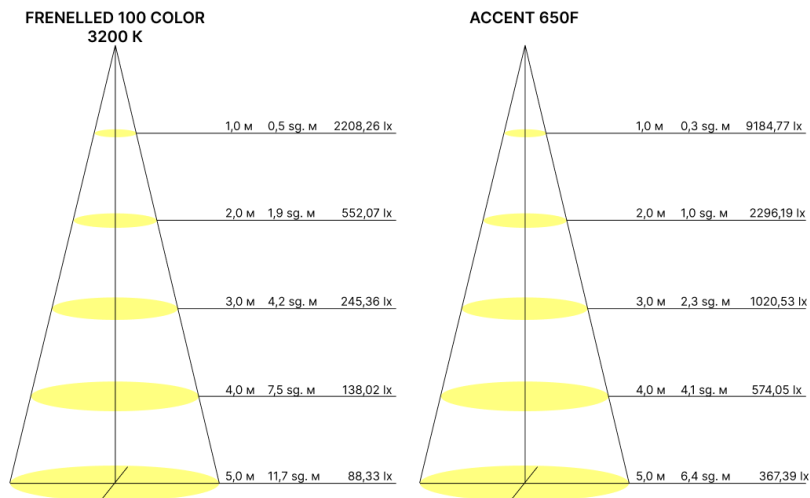 FRENELLED 100 COLOR
3200 K
1,0 м 0,5 sg. м 2208,26 lx
2,0 м 1,9 sg. м 552,07 lx
3,0 м 4,2 sg. м 245,36 lx
4,0 м 7,5 sg. м 138,02 lx
5,0 м 11,7 sg. м 88,33 lx
ACCENT 650F
1,0 м 0,3 sg. м 9184,77 lx
2,0 м 1,0 sg. м 2296,19 lx
3,0 м 2,3 sg. м 1020,53 lx
4,0 м 4,1 sg. м 574,05 lx
5,0 м 6,4 sg. м 367,39 lx